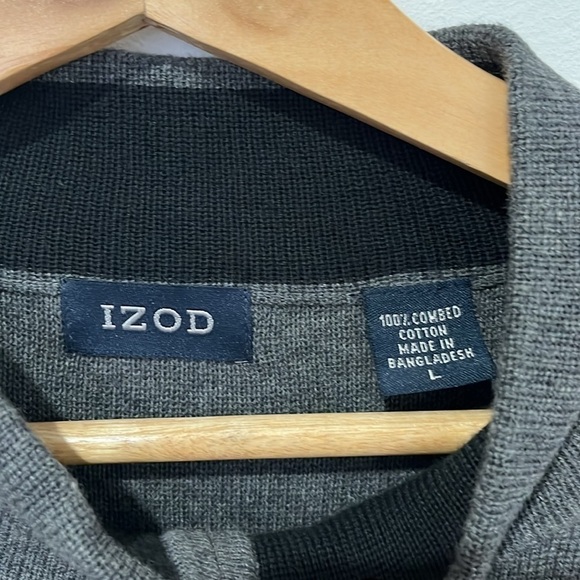 IZOD
100% COMBED
COTTON
MADE IN
BANGLADESH
L